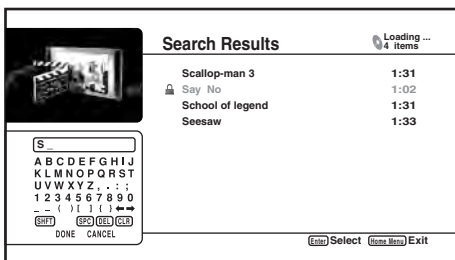 Search Results
Loading ...
4 items
Scallop-man 3 1:31
Say No 1:02
School of legend 1:31
Seesaw 1:33
S_
A B C D E F G H I J
K L M N O P Q R S T
U V W X Y Z , . : ;
1 2 3 4 5 6 7 8 9 0
_ – ( ) [ ] { } ← →
SHFT SPC DEL CLR
DONE CANCEL
Enter Select Home Menu Exit